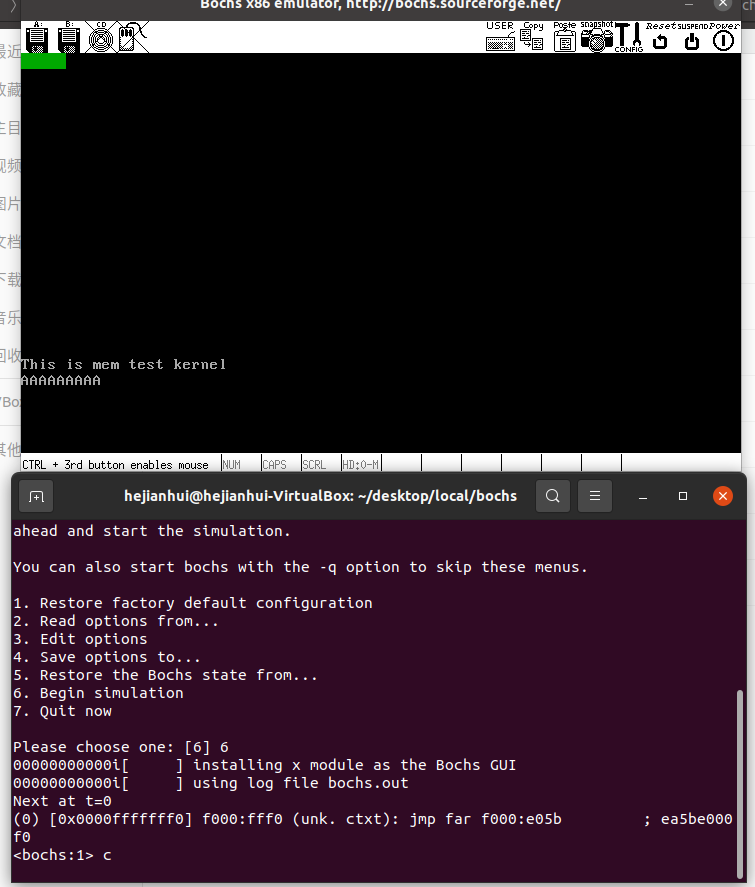 Bochs x86 emulator, http://bochs.sourceforge.net/
A: B: CD USER Copy Poste snapshot CONFIG Reset SUSPEND Power
最近
收藏
主目
视频
图片
文档
下载
音乐
回收
This is mem test kernel
AAAAAAAAA
/Box
其他
CTRL + 3rd button enables mouse NUM CAPS SCRL HD:0-M
hejianhui@hejianhui-VirtualBox: ~/desktop/local/bochs
ahead and start the simulation.
You can also start bochs with the -q option to skip these menus.
1. Restore factory default configuration
2. Read options from...
3. Edit options
4. Save options to...
5. Restore the Bochs state from...
6. Begin simulation
7. Quit now
Please choose one: [6] 6
00000000000i[      ] installing x module as the Bochs GUI
00000000000i[      ] using log file bochs.out
Next at t=0
(0) [0x0000fffffff0] f000:fff0 (unk. ctxt): jmp far f000:e05b          ; ea5be000
f0
<bochs:1> c